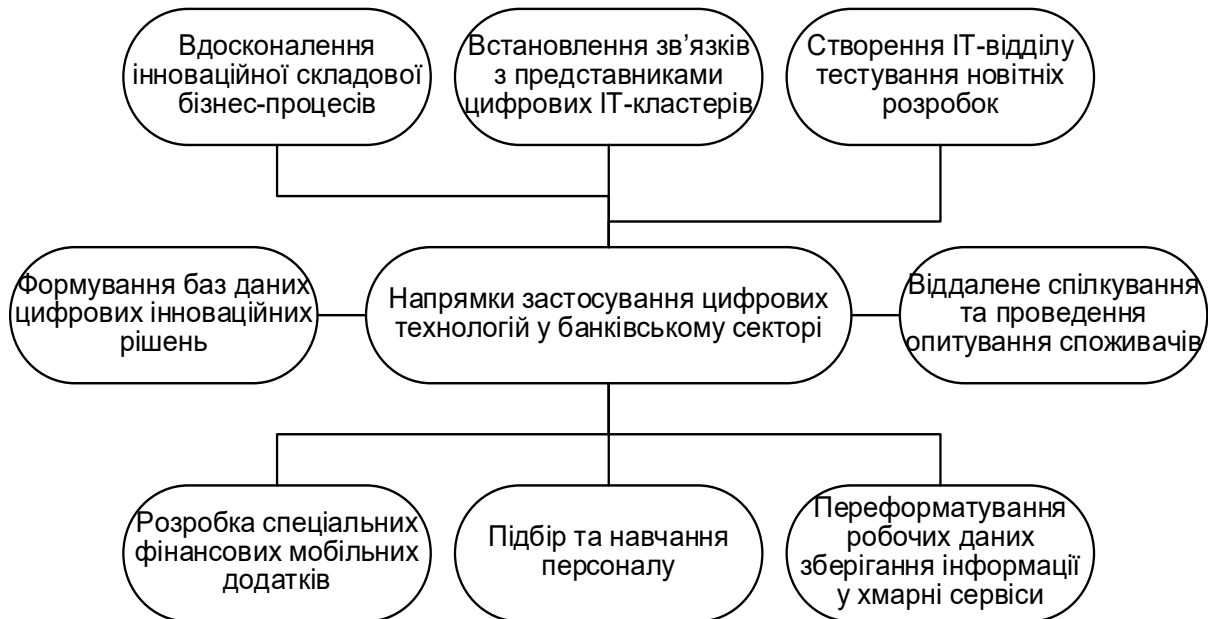 Вдосконалення
інноваційної складової
бізнес-процесів
Встановлення зв’язків
з представниками
цифрових ІТ-кластерів
Створення ІТ-відділу
тестування новітніх
розробок
Формування баз даних
цифрових інноваційних
рішень
Напрямки застосування цифрових
технологій у банківському секторі
Віддалене спілкування
та проведення
опитування споживачів
Розробка спеціальних
фінансових мобільних
додатків
Підбір та навчання
персоналу
Переформатування
робочих даних
зберігання інформації
у хмарні сервіси